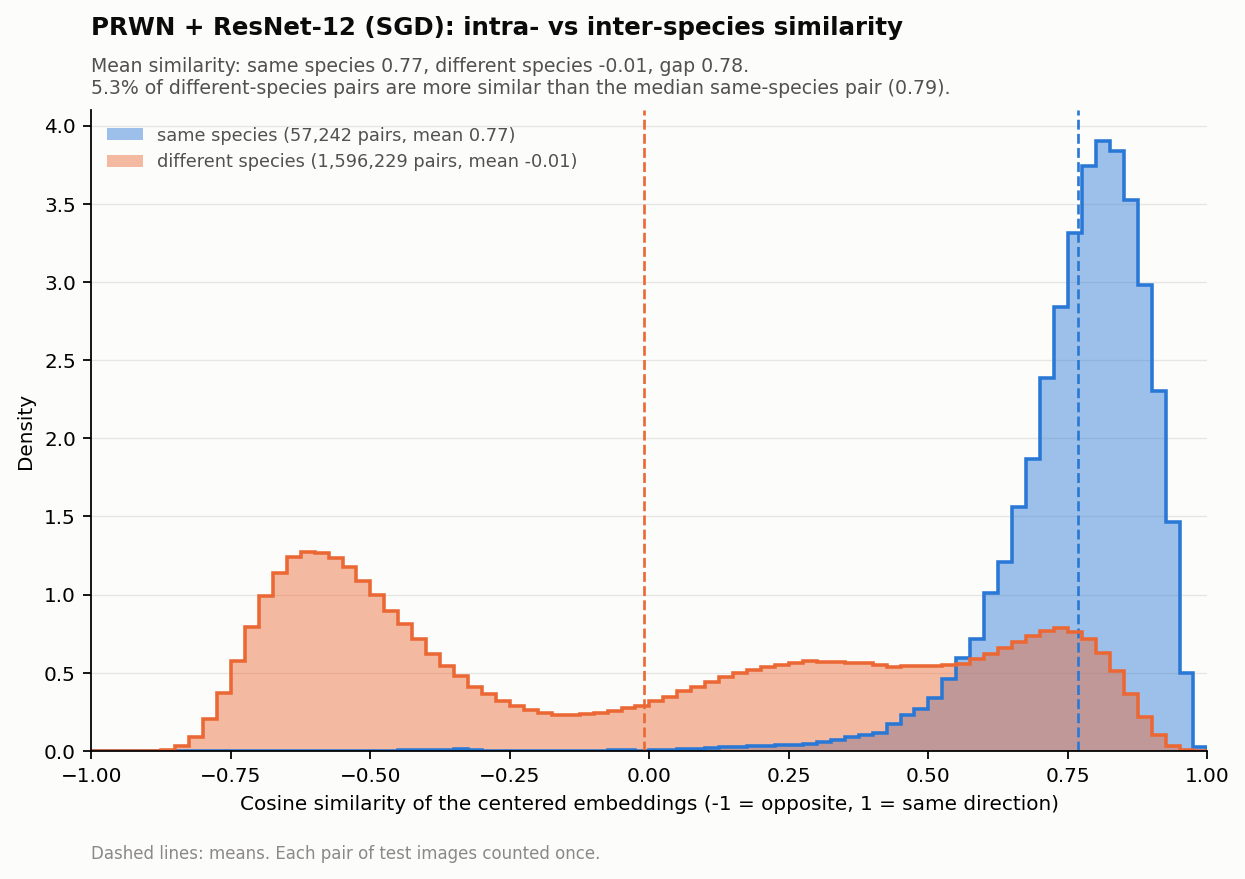 PRWN + ResNet-12 (SGD): intra- vs inter-species similarity
Mean similarity: same species 0.77, different species -0.01, gap 0.78.
5.3% of different-species pairs are more similar than the median same-species pair (0.79).
same species (57,242 pairs, mean 0.77)
different species (1,596,229 pairs, mean -0.01)
4.0
3.5
3.0
2.5
2.0
1.5
1.0
0.5
0.0
Density
−1.00 −0.75 −0.50 −0.25 0.00 0.25 0.50 0.75 1.00
Cosine similarity of the centered embeddings (-1 = opposite, 1 = same direction)
Dashed lines: means. Each pair of test images counted once.